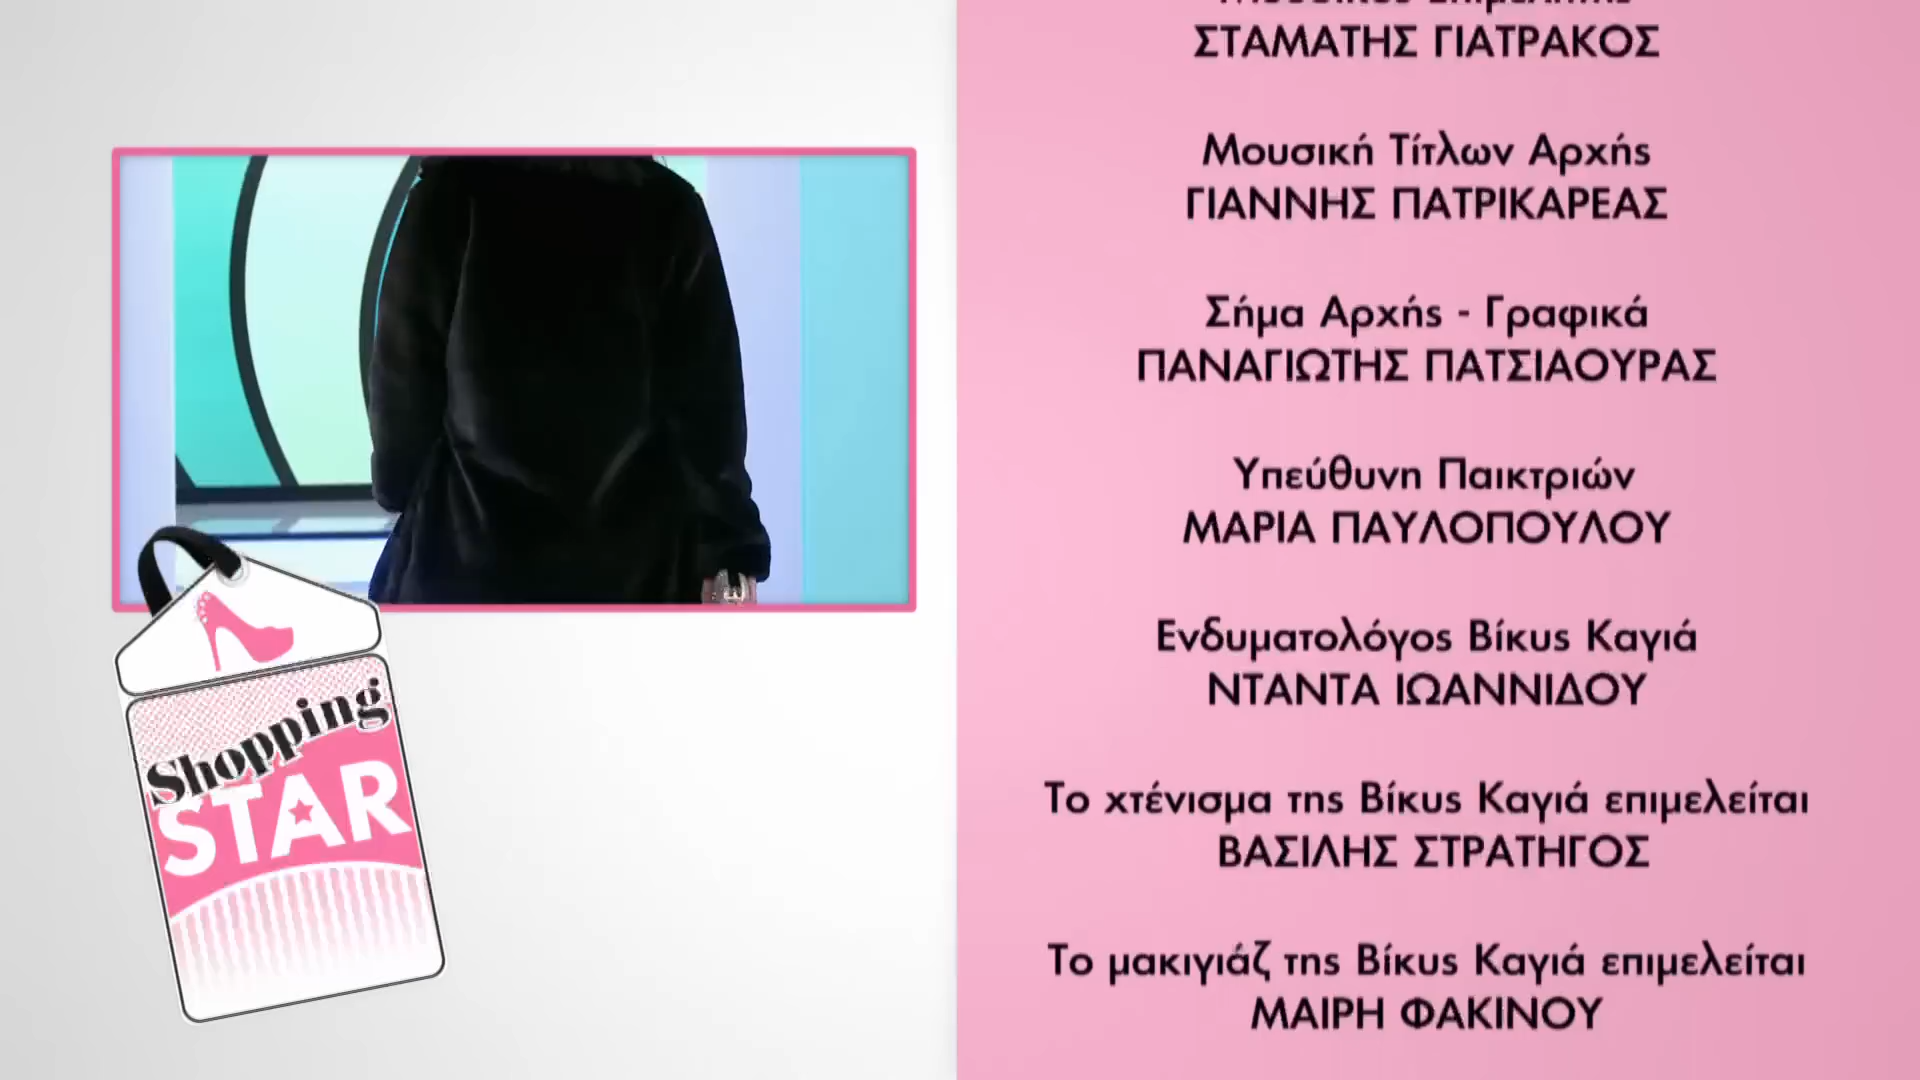 Μουσικός Επιμελητής
ΣΤΑΜΑΤΗΣ ΓΙΑΤΡΑΚΟΣ
Μουσική Τίτλων Αρχής
ΓΙΑΝΝΗΣ ΠΑΤΡΙΚΑΡΕΑΣ
Σήμα Αρχής - Γραφικά
ΠΑΝΑΓΙΩΤΗΣ ΠΑΤΣΙΑΟΥΡΑΣ
Υπεύθυνη Παικτριών
ΜΑΡΙΑ ΠΑΥΛΟΠΟΥΛΟΥ
Ενδυματολόγος Βίκυς Καγιά
ΝΤΑΝΤΑ ΙΩΑΝΝΙΔΟΥ
Το χτένισμα της Βίκυς Καγιά επιμελείται
ΒΑΣΙΛΗΣ ΣΤΡΑΤΗΓΟΣ
Το μακιγιάζ της Βίκυς Καγιά επιμελείται
ΜΑΙΡΗ ΦΑΚΙΝΟΥ
Shopping
STAR